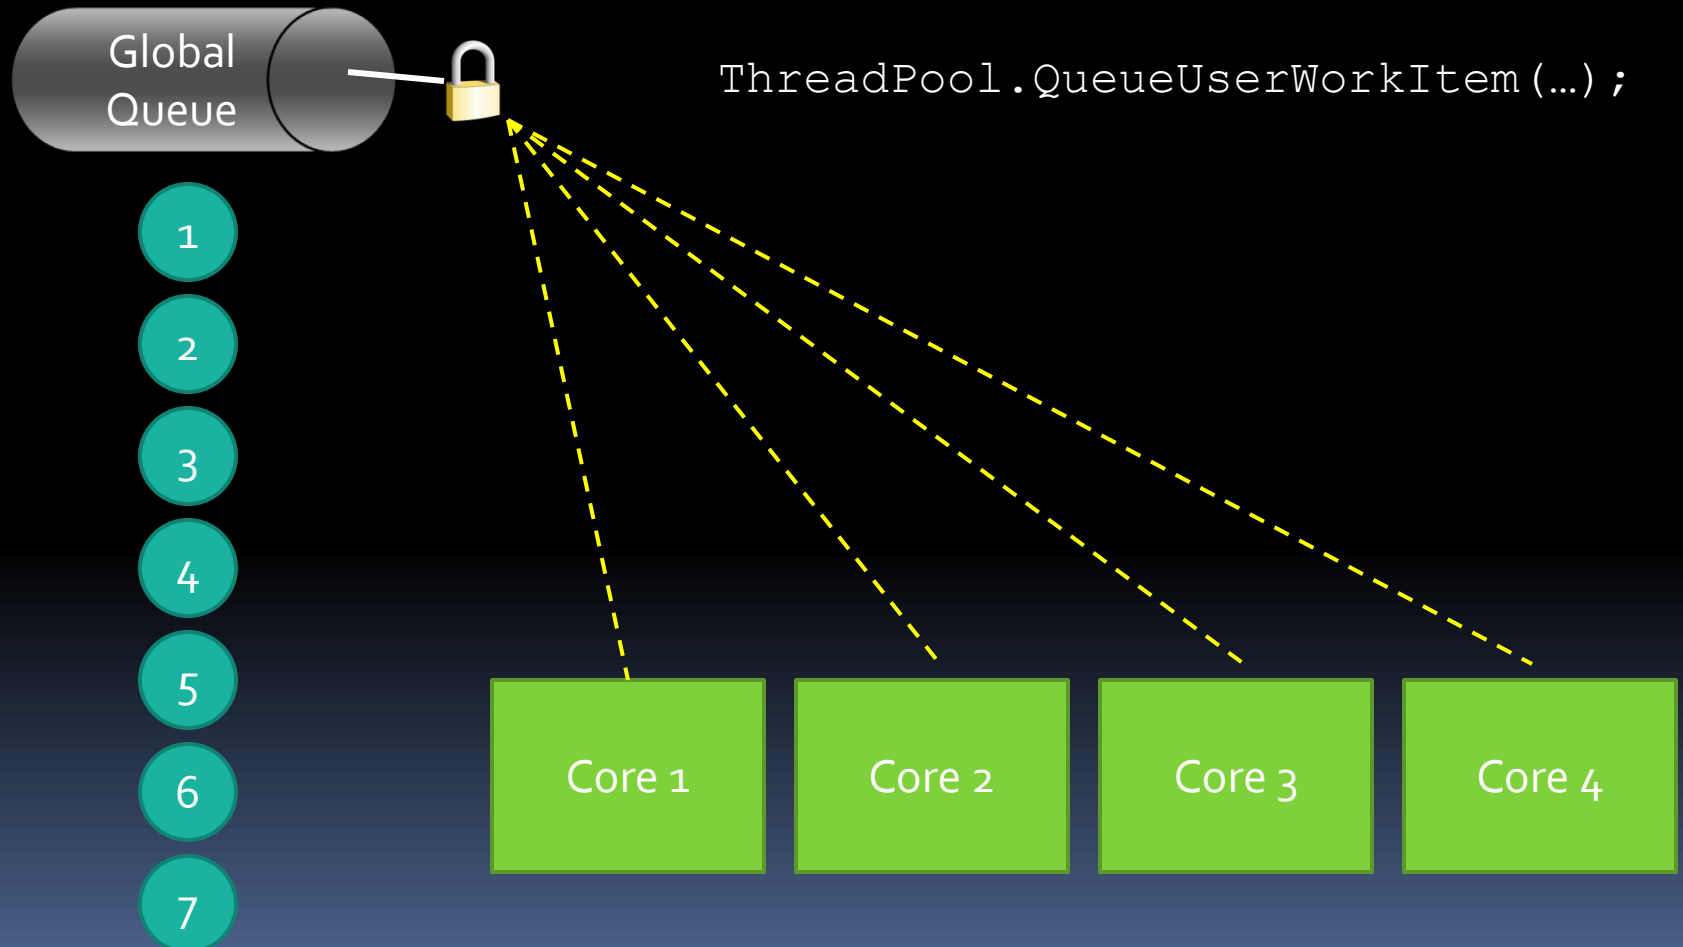 Global
Queue
ThreadPool.QueueUserWorkItem(…);
1
2
3
4
5
6
7
Core 1
Core 2
Core 3
Core 4